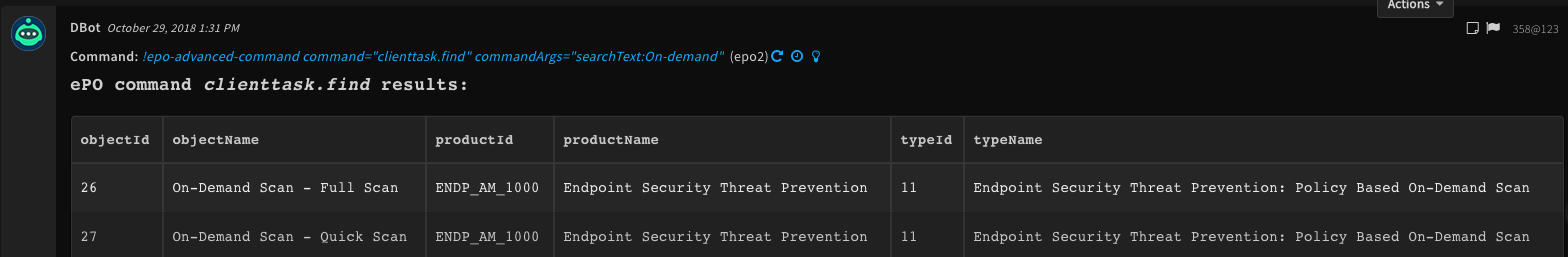 Actions
DBot October 29, 2018 1:31 PM
358@123
Command: !epo-advanced-command command="clienttask.find" commandArgs="searchText:On-demand" (epo2)
ePO command clienttask.find results:
objectId objectName productId productName typeId typeName
26 On-Demand Scan - Full Scan ENDP_AM_1000 Endpoint Security Threat Prevention 11 Endpoint Security Threat Prevention: Policy Based On-Demand Scan
27 On-Demand Scan - Quick Scan ENDP_AM_1000 Endpoint Security Threat Prevention 11 Endpoint Security Threat Prevention: Policy Based On-Demand Scan